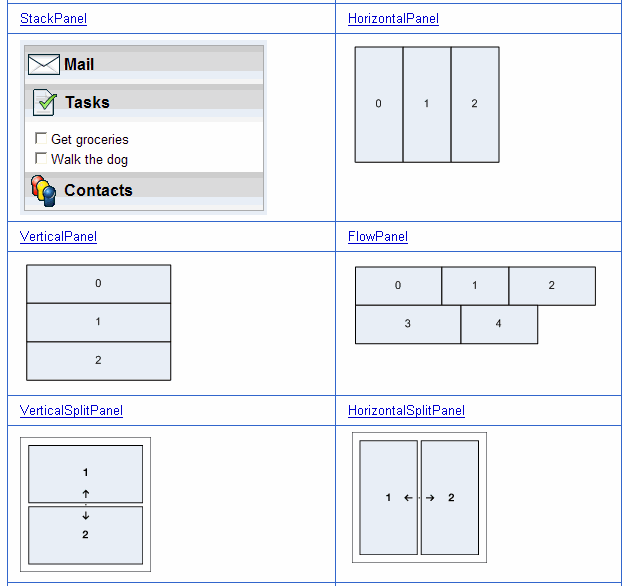 StackPanel
HorizontalPanel
Mail
Tasks
Get groceries
Walk the dog
Contacts
0 1 2
VerticalPanel
FlowPanel
0
1
2
0 1 2
3 4
VerticalSplitPanel
HorizontalSplitPanel
1
2
1 2